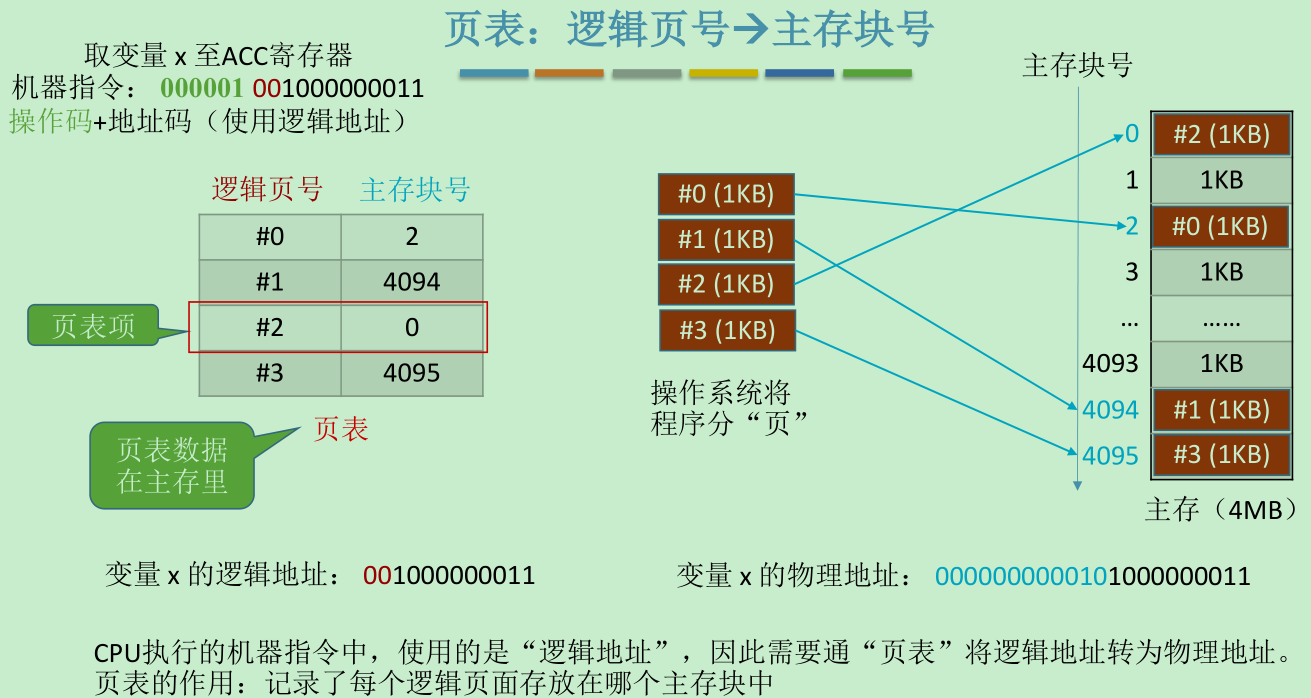 页表：逻辑页号→主存块号
取变量 x 至ACC寄存器
机器指令： 000001 001000000011
操作码+地址码（使用逻辑地址）
主存块号
逻辑页号 主存块号
#0 2
#1 4094
#2 0
#3 4095
页表项
页表
页表数据
在主存里
#0 (1KB)
#1 (1KB)
#2 (1KB)
#3 (1KB)
操作系统将
程序分“页”
0 #2 (1KB)
1 1KB
2 #0 (1KB)
3 1KB
... ......
4093 1KB
4094 #1 (1KB)
4095 #3 (1KB)
主存（4MB）
变量 x 的逻辑地址： 001000000011
变量 x 的物理地址： 0000000000101000000011
CPU执行的机器指令中，使用的是“逻辑地址”，因此需要通“页表”将逻辑地址转为物理地址。
页表的作用：记录了每个逻辑页面存放在哪个主存块中